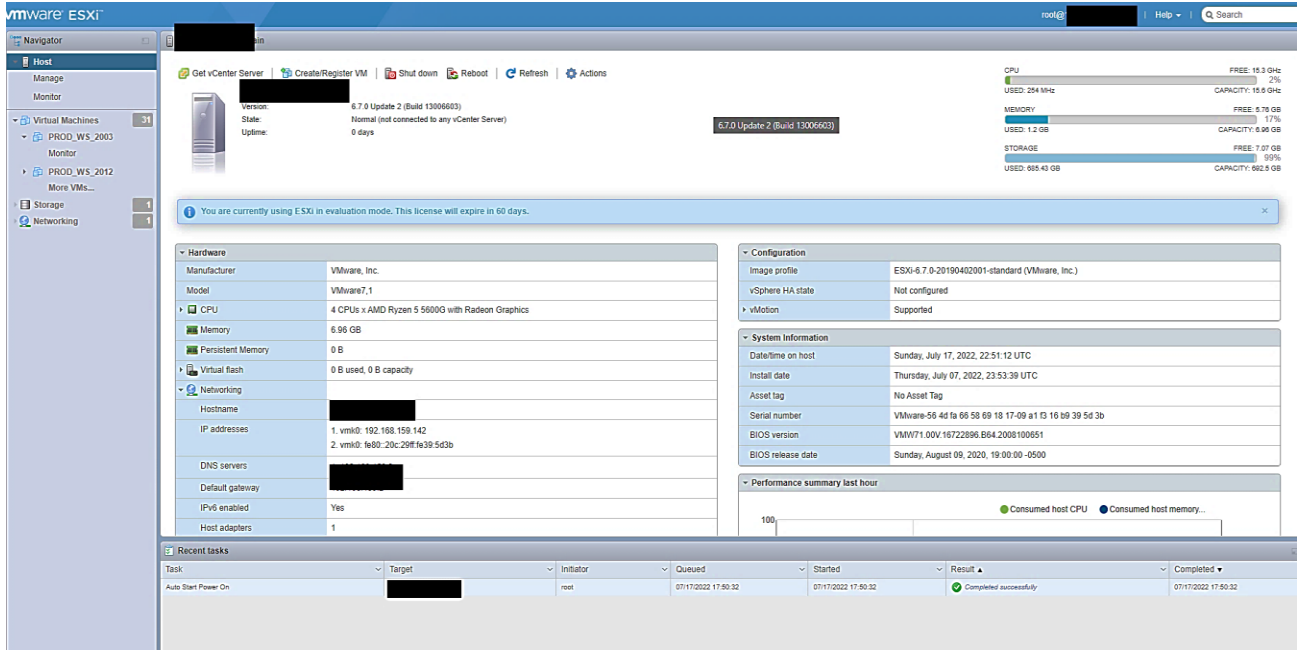 vmware ESXi™
root@
Help
Search
Navigator
Host
Manage
Monitor
Virtual Machines 31
PROD_WS_2003
Monitor
PROD_WS_2012
More VMs...
Storage 1
Networking 1
Get vCenter Server
Create/Register VM
Shut down
Reboot
Refresh
Actions
Version: 6.7.0 Update 2 (Build 13006603)
State: Normal (not connected to any vCenter Server)
Uptime: 0 days
6.7.0 Update 2 (Build 13006603)
CPU FREE: 15.3 GHz
2%
USED: 254 MHz CAPACITY: 15.6 GHz
MEMORY FREE: 5.76 GB
17%
USED: 1.2 GB CAPACITY: 6.96 GB
STORAGE FREE: 7.07 GB
99%
USED: 685.43 GB CAPACITY: 692.5 GB
You are currently using ESXi in evaluation mode. This license will expire in 60 days.
Hardware
Manufacturer VMware, Inc.
Model VMware7,1
CPU 4 CPUs x AMD Ryzen 5 5600G with Radeon Graphics
Memory 6.96 GB
Persistent Memory 0 B
Virtual flash 0 B used, 0 B capacity
Networking
Hostname
IP addresses 1. vmk0: 192.168.159.142
2. vmk0: fe80::20c:29ff:fe39:5d3b
DNS servers
Default gateway
IPv6 enabled Yes
Host adapters 1
Configuration
Image profile ESXi-6.7.0-20190402001-standard (VMware, Inc.)
vSphere HA state Not configured
vMotion Supported
System Information
Date/time on host Sunday, July 17, 2022, 22:51:12 UTC
Install date Thursday, July 07, 2022, 23:53:39 UTC
Asset tag No Asset Tag
Serial number VMware-56 4d fa 66 58 69 18 17-09 a1 f3 16 b9 39 5d 3b
BIOS version VMW71.00V.16722896.B64.2008100651
BIOS release date Sunday, August 09, 2020, 19:00:00 -0500
Performance summary last hour
Consumed host CPU Consumed host memory...
100
Recent tasks
Task Target Initiator Queued Started Result Completed
Auto Start Power On root 07/17/2022 17:50:32 07/17/2022 17:50:32 Completed successfully 07/17/2022 17:50:32